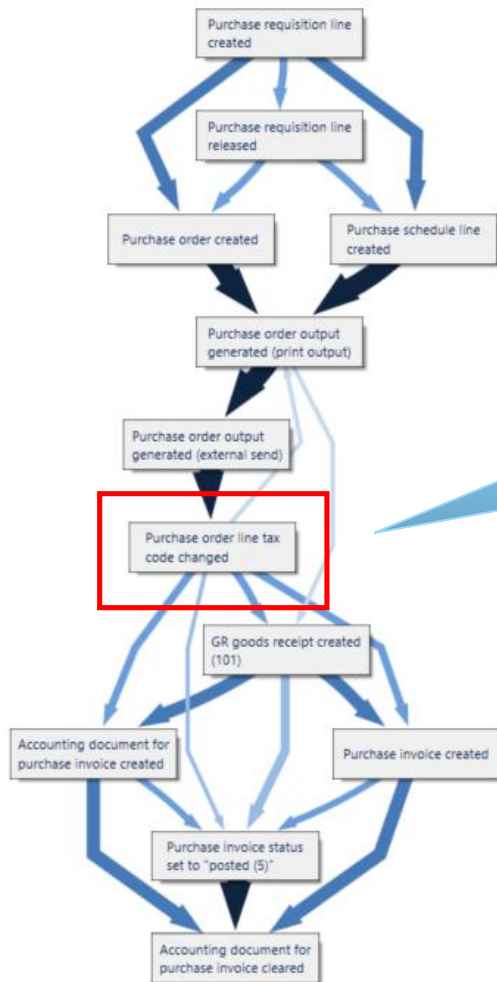 Purchase requisition line
created
Purchase requisition line
released
Purchase order created
Purchase schedule line
created
Purchase order output
generated (print output)
Purchase order output
generated (external send)
Purchase order line tax
code changed
GR goods receipt created
(101)
Accounting document for
purchase invoice created
Purchase invoice created
Purchase invoice status
set to "posted (5)"
Accounting document for
purchase invoice cleared